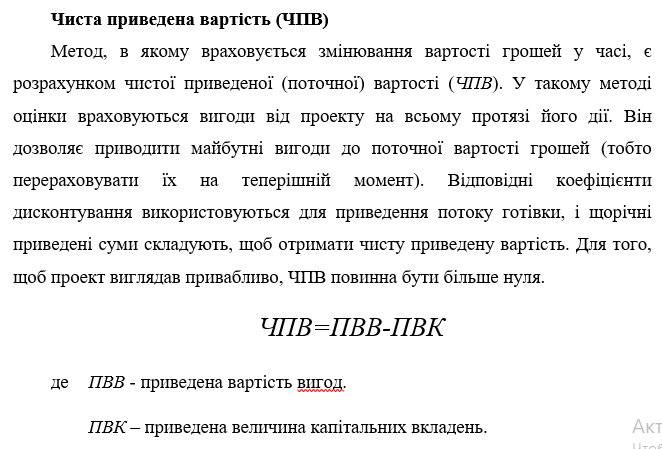 Чиста приведена вартість (ЧПВ)
Метод, в якому враховується змінювання вартості грошей у часі, є
розрахунком чистої приведеної (поточної) вартості (ЧПВ). У такому методі
оцінки враховуються вигоди від проекту на всьому протязі його дії. Він
дозволяє приводити майбутні вигоди до поточної вартості грошей (тобто
перераховувати їх на теперішній момент). Відповідні коефіцієнти
дисконтування використовуються для приведення потоку готівки, і щорічні
приведені суми складують, щоб отримати чисту приведену вартість. Для того,
щоб проект виглядав привабливо, ЧПВ повинна бути більше нуля.
ЧПВ=ПВВ-ПВК
де ПВВ - приведена вартість вигод.
ПВК – приведена величина капітальних вкладень.
Акт